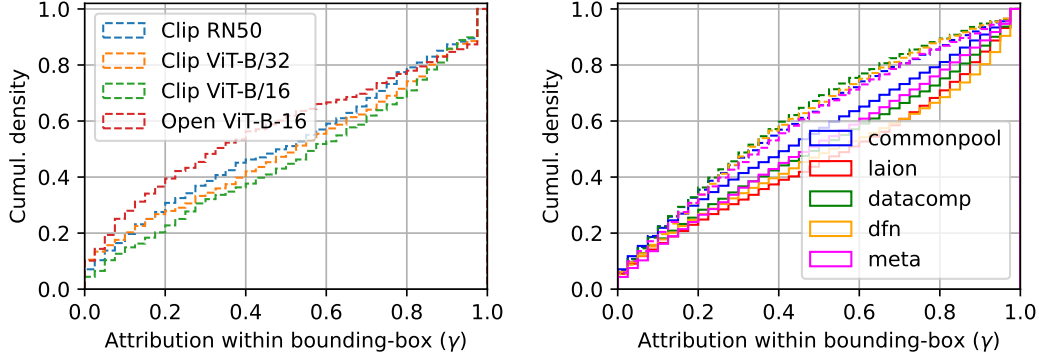 Cumul. density
1.0
0.8
0.6
0.4
0.2
0.0
Clip RN50
Clip ViT-B/32
Clip ViT-B/16
Open ViT-B-16
0.0 0.2 0.4 0.6 0.8 1.0
Attribution within bounding-box (γ)
Cumul. density
1.0
0.8
0.6
0.4
0.2
0.0
commonpool
laion
datacomp
dfn
meta
0.0 0.2 0.4 0.6 0.8 1.0
Attribution within bounding-box (γ)